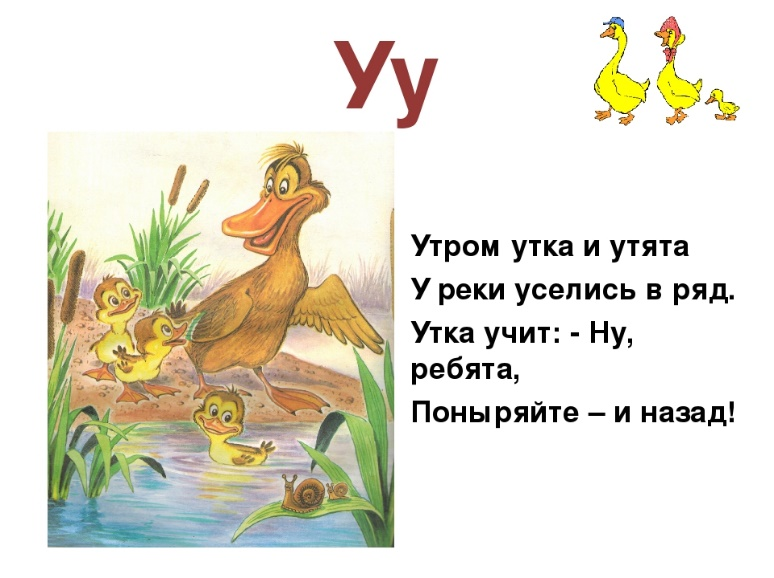 Уу
Утром утка и утята
У реки уселись в ряд.
Утка учит: - Ну,
ребята,
Поныряйте – и назад!